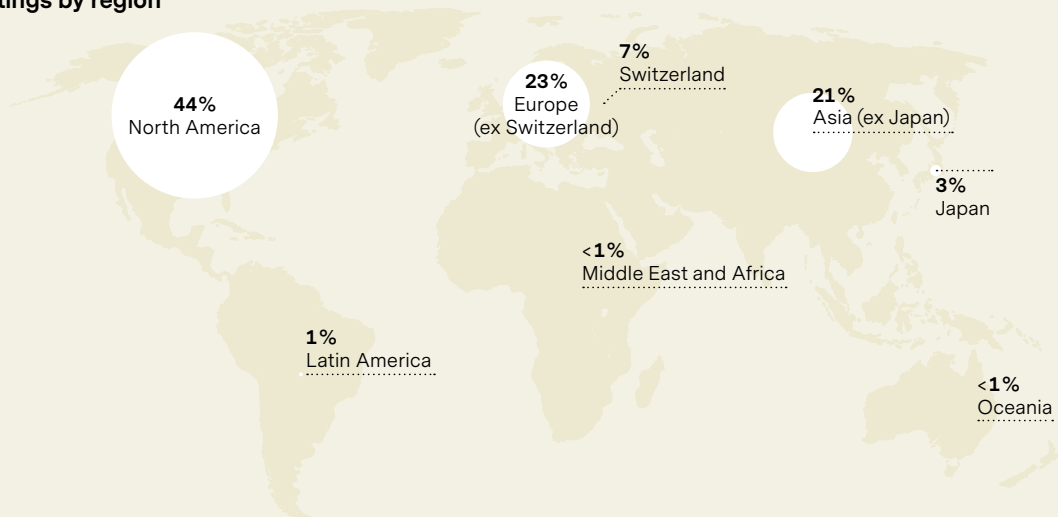 by region
7%
Switzerland
44%
North America
23%
Europe
(ex Switzerland)
21%
Asia (ex Japan)
3%
Japan
<1%
Middle East and Africa
1%
Latin America
<1%
Oceania